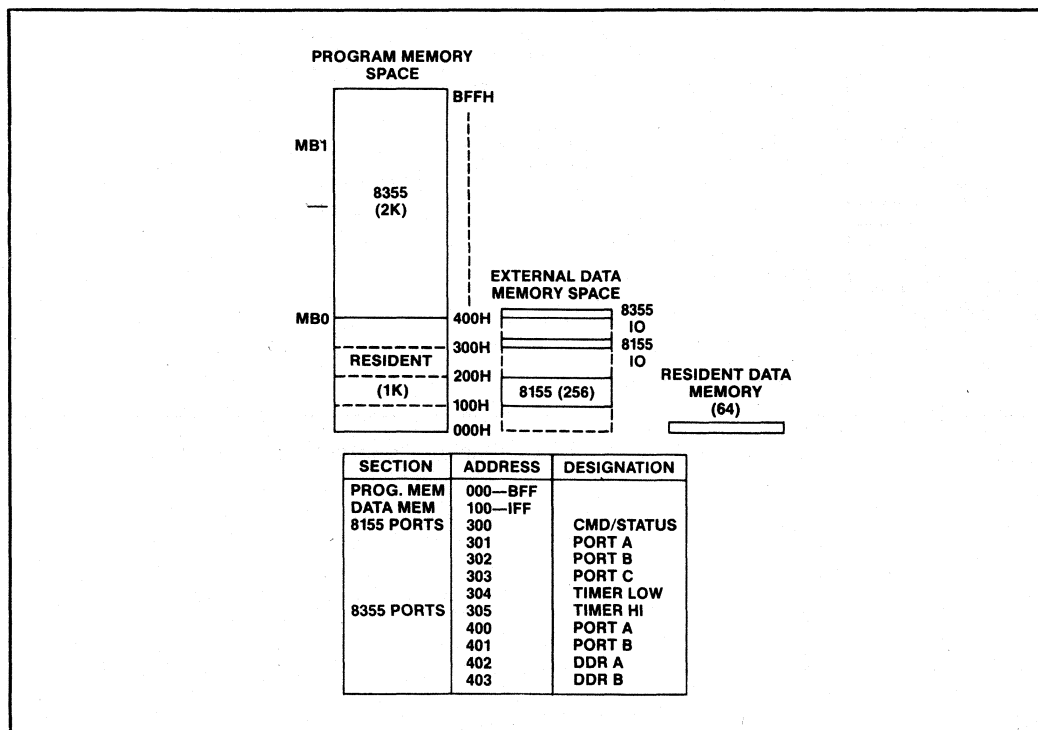 PROGRAM MEMORY
SPACE
BFFH
MB1
8355
(2K)
EXTERNAL DATA
MEMORY SPACE
MB0
400H
8355
IO
300H
8155
IO
RESIDENT
200H
(1K)
8155 (256)
100H
000H
RESIDENT DATA
MEMORY
(64)
SECTION ADDRESS DESIGNATION
PROG. MEM 000—BFF
DATA MEM 100—IFF
8155 PORTS 300 CMD/STATUS
301 PORT A
302 PORT B
303 PORT C
304 TIMER LOW
8355 PORTS 305 TIMER HI
400 PORT A
401 PORT B
402 DDR A
403 DDR B